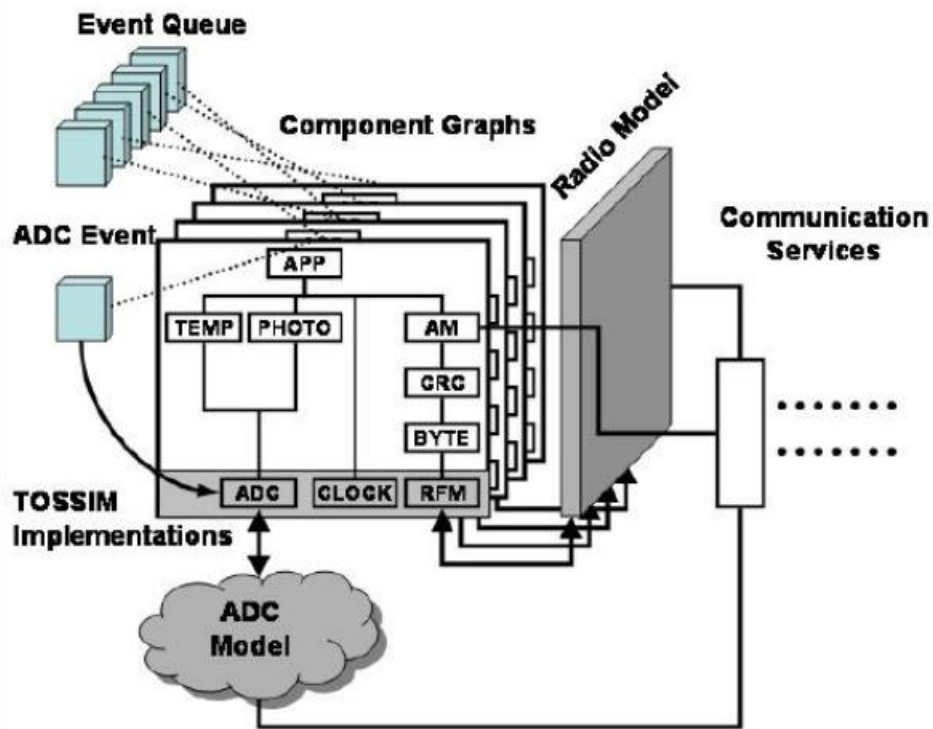 Event Queue
Component Graphs
Radio Model
ADC Event
Communication
Services
APP
TEMP
PHOTO
AM
CRC
BYTE
ADC
CLOCK
RFM
TOSSIM
Implementations
ADC
Model